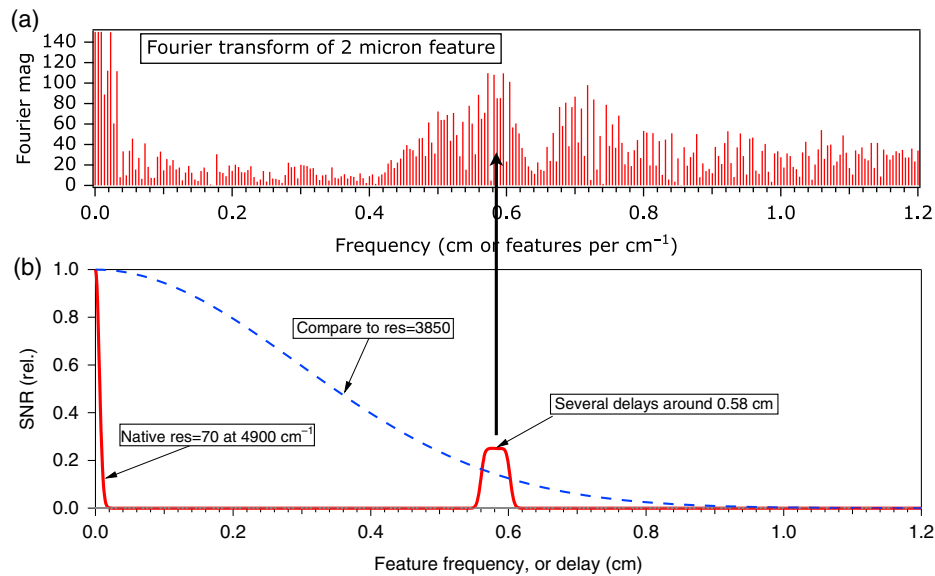 (a)
Fourier transform of 2 micron feature
140
120
100
80
60
40
20
0
Fourier mag
0.0 0.2 0.4 0.6 0.8 1.0 1.2
Frequency (cm or features per cm⁻¹)
(b)
1.0
0.8
0.6
0.4
0.2
0.0
SNR (rel.)
Compare to res=3850
Several delays around 0.58 cm
Native res=70 at 4900 cm⁻¹
0.0 0.2 0.4 0.6 0.8 1.0 1.2
Feature frequency, or delay (cm)